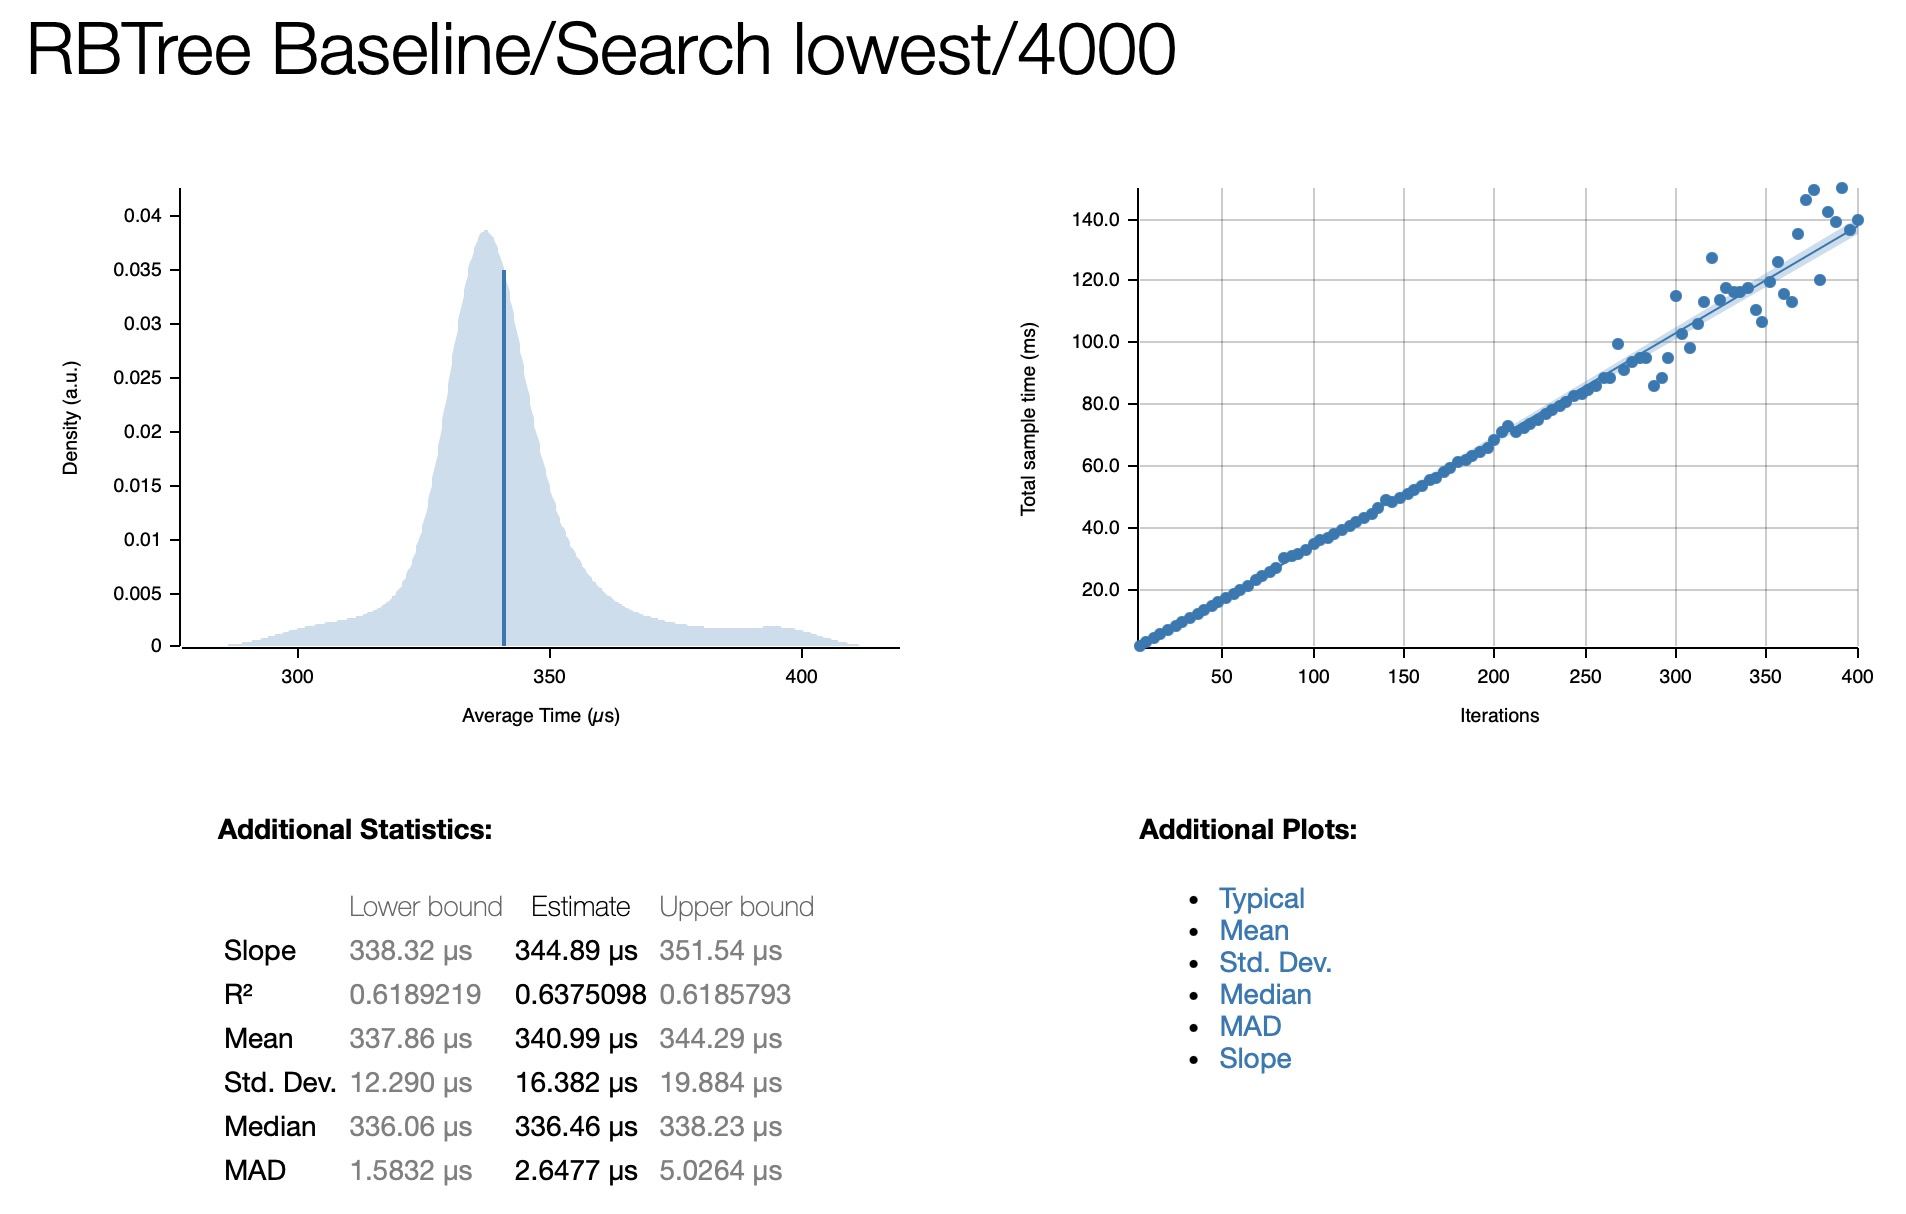 RBTree Baseline/Search lowest/4000
Density (a.u.)
0.04
0.035
0.03
0.025
0.02
0.015
0.01
0.005
0
300 350 400
Average Time (µs)
Total sample time (ms)
140.0
120.0
100.0
80.0
60.0
40.0
20.0
50 100 150 200 250 300 350 400
Iterations
Additional Statistics:
Lower bound Estimate Upper bound
Slope 338.32 µs 344.89 µs 351.54 µs
R² 0.6189219 0.6375098 0.6185793
Mean 337.86 µs 340.99 µs 344.29 µs
Std. Dev. 12.290 µs 16.382 µs 19.884 µs
Median 336.06 µs 336.46 µs 338.23 µs
MAD 1.5832 µs 2.6477 µs 5.0264 µs
Additional Plots:
• Typical
• Mean
• Std. Dev.
• Median
• MAD
• Slope